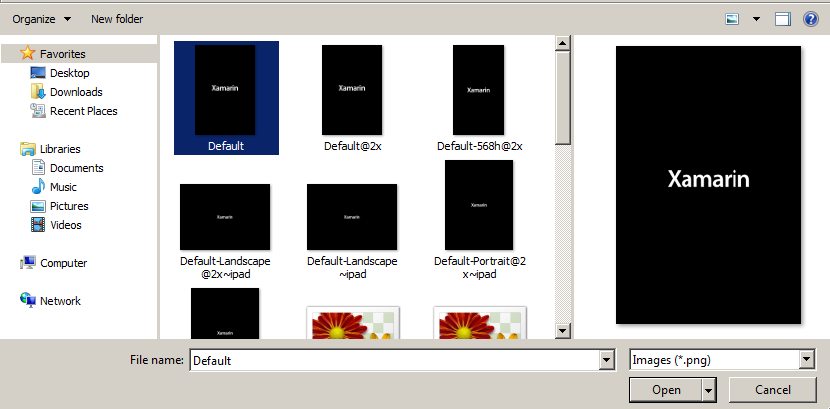 Organize New folder
Favorites
Desktop
Downloads
Recent Places
Libraries
Documents
Music
Pictures
Videos
Computer
Network
Xamarin
Default
Xamarin
Default@2x
Xamarin
Default-568h@2x
Xamarin
Default-Landscape
@2x~ipad
Xamarin
Default-Landscape
~ipad
Xamarin
Default-Portrait@2
x~ipad
Xamarin
Xamarin
File name: Default Images (*.png)
Open Cancel